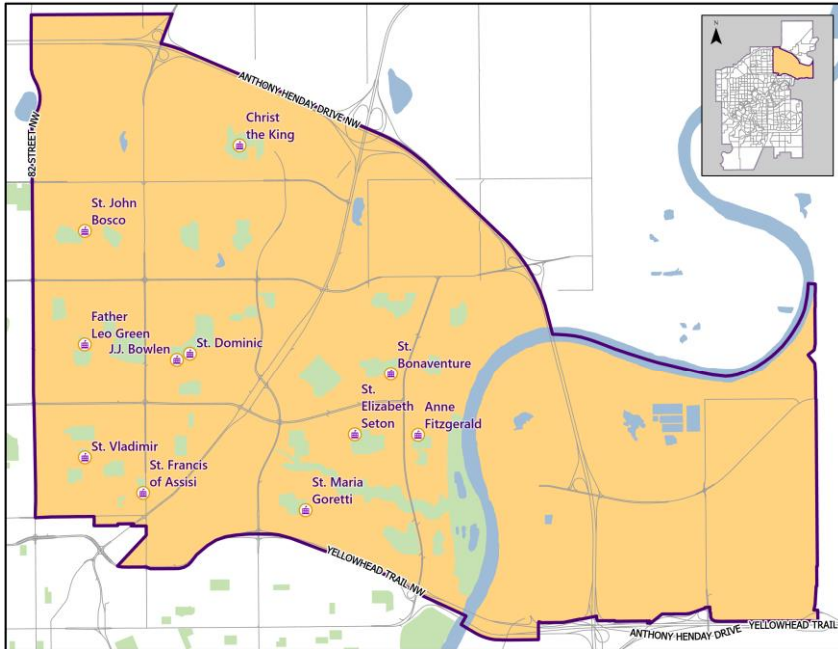 N
ANTHONY HENDAY DRIVE NW
82 STREET NW
Christ
the King
St. John
Bosco
Father
Leo Green
J.J. Bowlen
St. Dominic
St.
Bonaventure
St.
Elizabeth
Seton
Anne
Fitzgerald
St. Vladimir
St. Francis
of Assisi
St. Maria
Goretti
YELLOWHEAD TRAIL NW
ANTHONY HENDAY DRIVE
YELLOWHEAD TRAIL